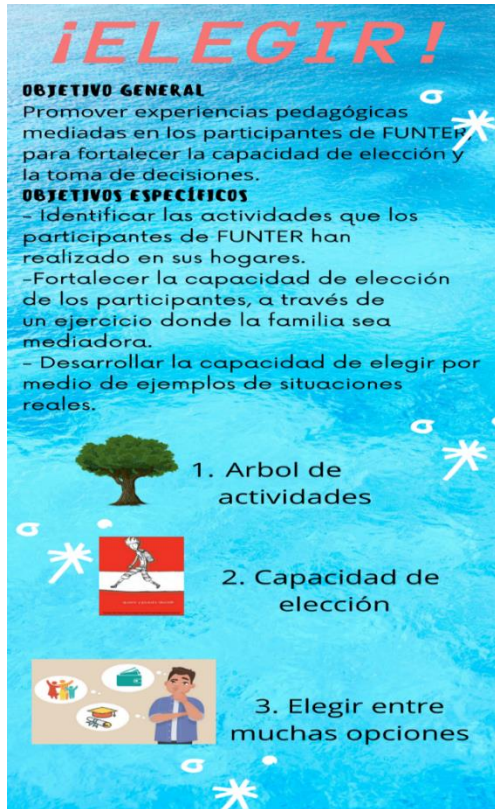 ¡ELEGIR!
OBJETIVO GENERAL
Promover experiencias pedagógicas
mediadas en los participantes de FUNTER,
para fortalecer la capacidad de elección y
la toma de decisiones.
OBJETIVOS ESPECÍFICOS
- Identificar las actividades que los
participantes de FUNTER han
realizado en sus hogares.
-Fortalecer la capacidad de elección
de los participantes, a través de
un ejercicio donde la familia sea
mediadora.
- Desarrollar la capacidad de elegir por
medio de ejemplos de situaciones
reales.
1. Arbol de
actividades
2. Capacidad de
elección
3. Elegir entre
muchas opciones